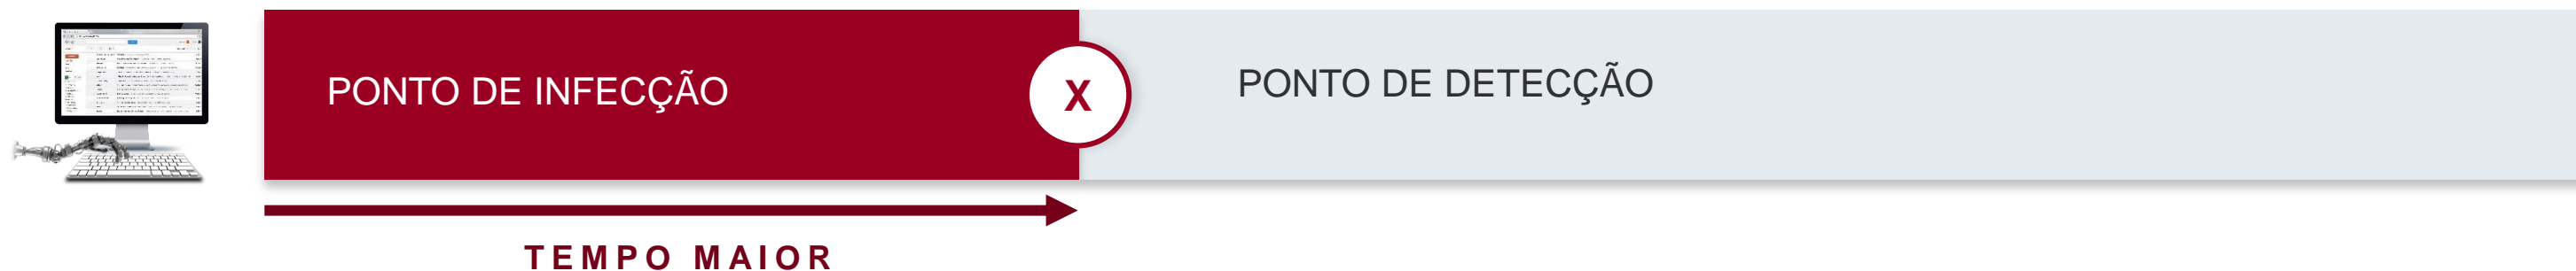 PONTO DE INFECÇÃO
X
PONTO DE DETECÇÃO
TEMPO MAIOR